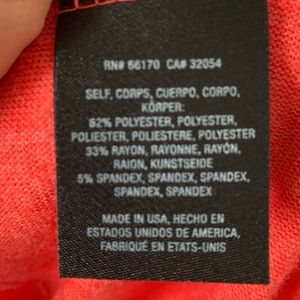 RN# 66170 CA# 32054
SELF, CORPS, CUERPO, CORPO,
KÖRPER:
62% POLYESTER, POLYESTER,
POLIESTER, POLIESTERE, POLYESTER
33% RAYON, RAYONNE, RAYÓN,
RAION, KUNSTSEIDE
5% SPANDEX, SPANDEX, SPANDEX,
SPANDEX, SPANDEX
MADE IN USA, HECHO EN
ESTADOS UNIDOS DE AMERICA,
FABRIQUÉ EN ETATS-UNIS